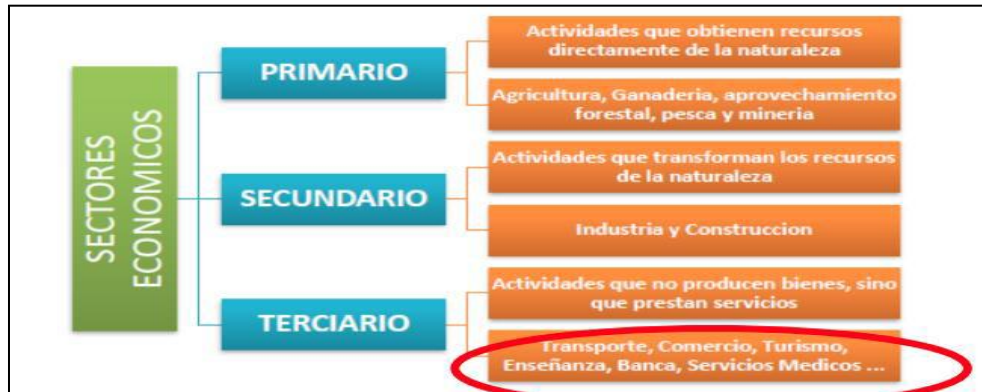 SECTORES
ECONOMICOS
PRIMARIO
Actividades que obtienen recursos
directamente de la naturaleza
Agricultura, Ganaderia, aprovechamiento
forestal, pesca y mineria
SECUNDARIO
Actividades que transforman los recursos
de la naturaleza
Industria y Construccion
TERCIARIO
Actividades que no producen bienes, sino
que prestan servicios
Transporte, Comercio, Turismo,
Enseñanza, Banca, Servicios Medicos ...